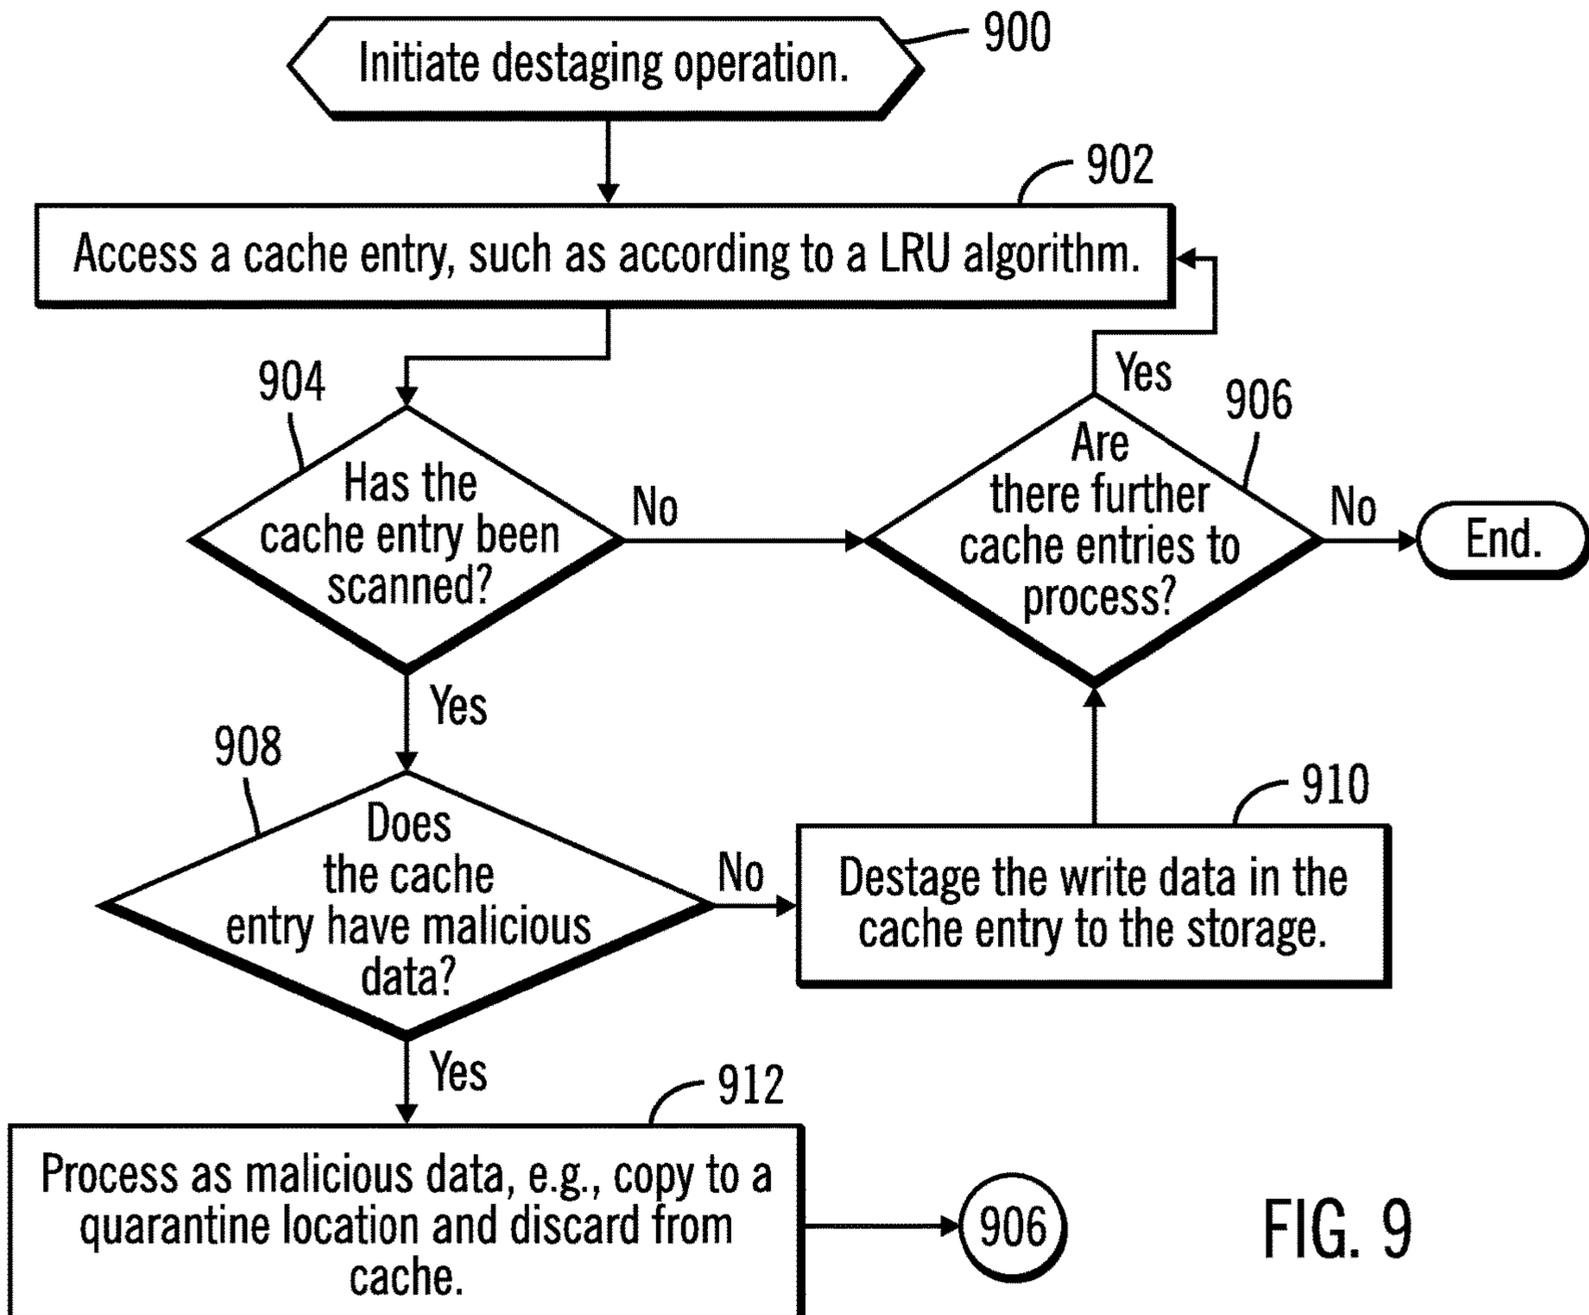 Initiate destaging operation.
900
902
Access a cache entry, such as according to a LRU algorithm.
904
Has the
cache entry been
scanned?
No
Yes
906
Are
there further
cache entries to
process?
Yes
No
End.
908
Does
the cache
entry have malicious
data?
No
Yes
910
Destage the write data in the
cache entry to the storage.
912
Process as malicious data, e.g., copy to a
quarantine location and discard from
cache.
906
FIG. 9